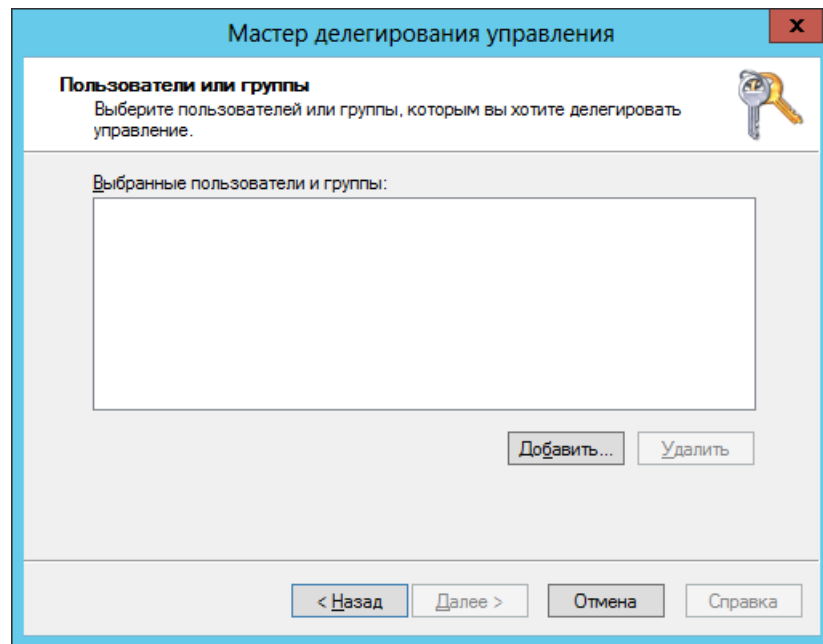 Мастер делегирования управления
x
Пользователи или группы
Выберите пользователей или группы, которым вы хотите делегировать
управление.
Выбранные пользователи и группы:
Добавить... Удалить
< Назад Далее > Отмена Справка